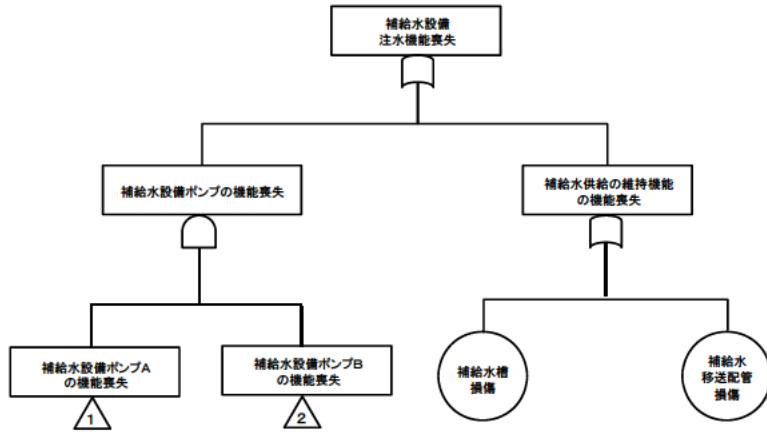 補給水設備
注水機能喪失
補給水設備ポンプの機能喪失
補給水供給の維持機能
の機能喪失
補給水設備ポンプA
の機能喪失
補給水設備ポンプB
の機能喪失
補給水槽
損傷
補給水
移送配管
損傷
1
2